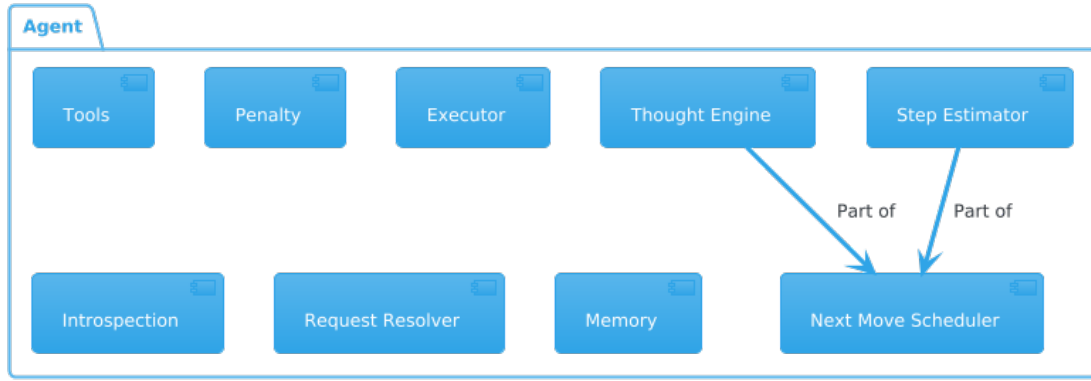 Agent
Tools
Penalty
Executor
Thought Engine
Step Estimator
Part of
Part of
Introspection
Request Resolver
Memory
Next Move Scheduler